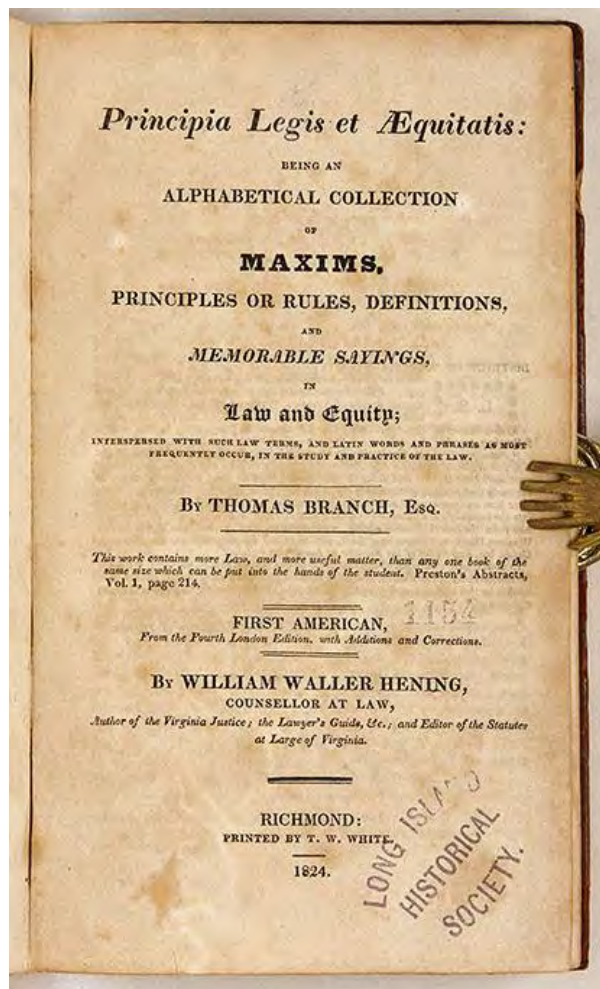 Principia Legis et Æquitatis:
BEING AN
ALPHABETICAL COLLECTION
OF
MAXIMS,
PRINCIPLES OR RULES, DEFINITIONS,
AND
MEMORABLE SAYINGS,
IN
Law and Equity;
INTERSPERSED WITH SUCH LAW TERMS, AND LATIN WORDS AND PHRASES AS MOST
FREQUENTLY OCCUR, IN THE STUDY AND PRACTICE OF THE LAW.
BY THOMAS BRANCH, ESQ.
This work contains more Law, and more useful matter, than any one book of the
same size which can be put into the hands of the student. Preston's Abstracts,
Vol. 1, page 214.
1154
FIRST AMERICAN,
From the Fourth London Edition, with Additions and Corrections.
BY WILLIAM WALLER HENING,
COUNSELLOR AT LAW,
Author of the Virginia Justice; the Lawyer's Guide, &c.; and Editor of the Statutes
at Large of Virginia.
RICHMOND:
PRINTED BY T. W. WHITE.
1824.
LONG ISLAND
HISTORICAL
SOCIETY.